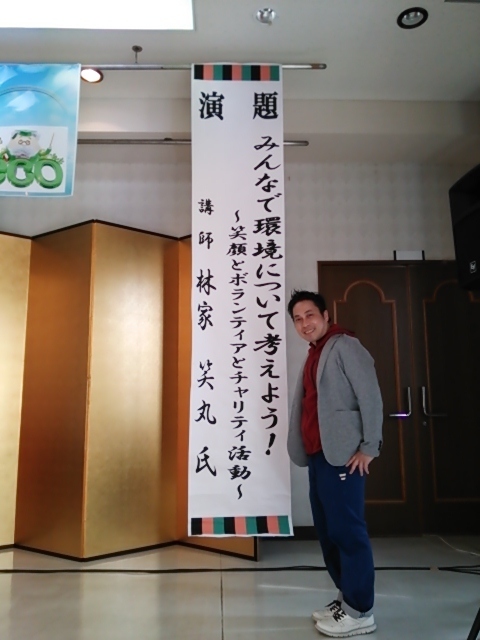 演題
みんなで環境について考えよう！
～笑顔とボランティアとチャリティ活動～
講師 林家 笑丸 氏
eco